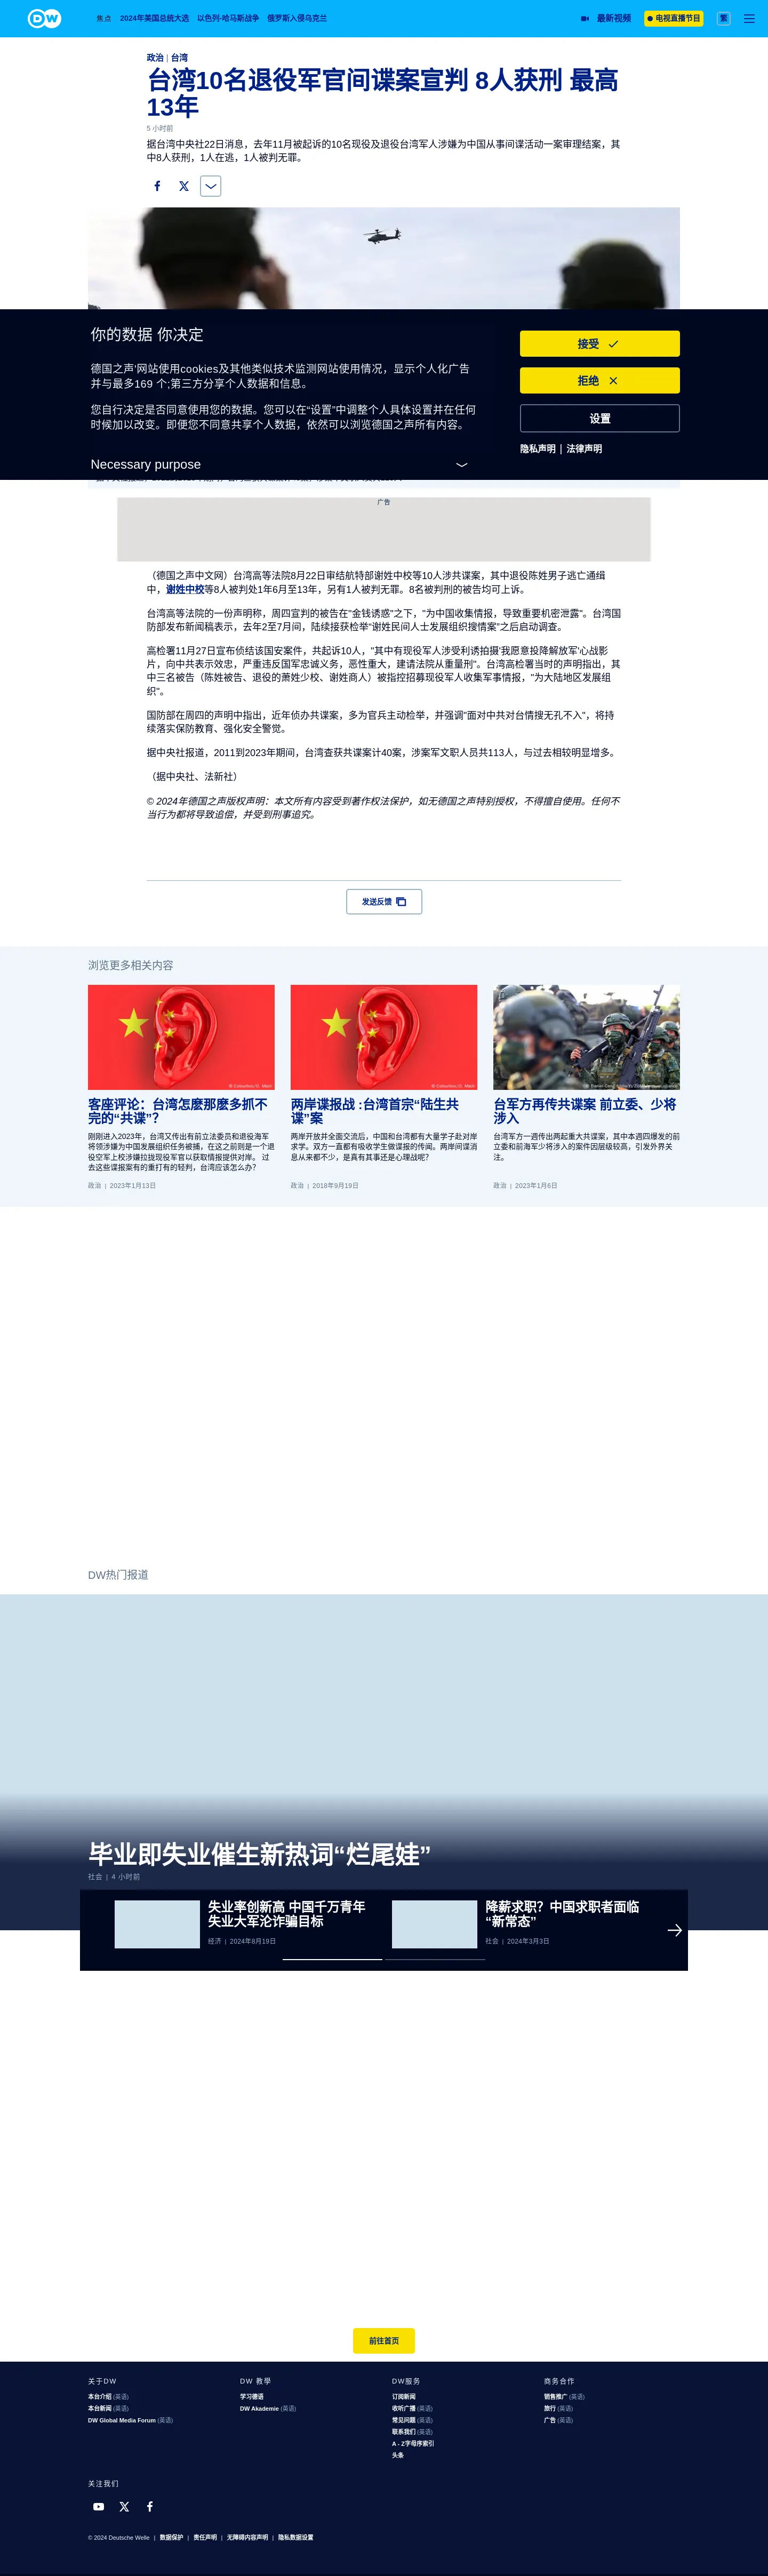 DW
焦点 2024年美国总统大选 以色列-哈马斯战争 俄罗斯入侵乌克兰 最新视频 电视直播节目 繁
政治 | 台湾
台湾10名退役军官间谍案宣判 8人获刑 最高
13年
5 小时前
据台湾中央社22日消息，去年11月被起诉的10名现役及退役台湾军人涉嫌为中国从事间谍活动一案审理结案，其
中8人获刑，1人在逃，1人被判无罪。
你的数据 你决定
德国之声'网站使用cookies及其他类似技术监测网站使用情况，显示个人化广告
并与最多169 个;第三方分享个人数据和信息。
您自行决定是否同意使用您的数据。您可以在“设置”中调整个人具体设置并在任何
时候加以改变。即便您不同意共享个人数据，依然可以浏览德国之声所有内容。
Necessary purpose
接受
拒绝
设置
隐私声明 | 法律声明
广告
（德国之声中文网）台湾高等法院8月22日审结航特部谢姓中校等10人涉共谍案，其中退役陈姓男子逃亡通缉
中，谢姓中校等8人被判处1年6月至13年，另有1人被判无罪。8名被判刑的被告均可上诉。
台湾高等法院的一份声明称，周四宣判的被告在"金钱诱惑"之下，"为中国收集情报，导致重要机密泄露"。台湾国
防部发布新闻稿表示，去年2至7月间，陆续接获检举“谢姓民间人士发展组织搜情案”之后启动调查。
高检署11月27日宣布侦结该国安案件，共起诉10人，"其中有现役军人涉受利诱拍摄'我愿意投降解放军'心战影
片，向中共表示效忠，严重违反国军忠诚义务，恶性重大，建请法院从重量刑"。台湾高检署当时的声明指出，其
中三名被告（陈姓被告、退役的萧姓少校、谢姓商人）被指控招募现役军人收集军事情报，"为大陆地区发展组
织"。
国防部在周四的声明中指出，近年侦办共谍案，多为官兵主动检举，并强调"面对中共对台情搜无孔不入"，将持
续落实保防教育、强化安全警觉。
据中央社报道，2011到2023年期间，台湾查获共谍案计40案，涉案军文职人员共113人，与过去相较明显增多。
（据中央社、法新社）
© 2024年德国之声版权声明：本文所有内容受到著作权法保护，如无德国之声特别授权，不得擅自使用。任何不
当行为都将导致追偿，并受到刑事追究。
发送反馈
浏览更多相关内容
客座评论：台湾怎麽那麽多抓不
完的“共谍”？
刚刚进入2023年，台湾又传出有前立法委员和退役海军
将领涉嫌为中国发展组织任务被捕，在这之前则是一个退
役空军上校涉嫌拉拢现役军官以获取情报提供对岸。 过
去这些谍报案有的重打有的轻判，台湾应该怎么办？
政治 | 2023年1月13日
两岸谍报战 :台湾首宗“陆生共
谍”案
两岸开放并全面交流后，中国和台湾都有大量学子赴对岸
求学。双方一直都有吸收学生做谍报的传闻。两岸间谍消
息从来都不少，是真有其事还是心理战呢？
政治 | 2018年9月19日
台军方再传共谍案 前立委、少将
涉入
台湾军方一週传出两起重大共谍案，其中本週四爆发的前
立委和前海军少将涉入的案件因层级较高，引发外界关
注。
政治 | 2023年1月6日
DW热门报道
毕业即失业催生新热词“烂尾娃”
社会 | 4 小时前
失业率创新高 中国千万青年
失业大军沦诈骗目标
经济 | 2024年8月19日
降薪求职？中国求职者面临
“新常态”
社会 | 2024年3月3日
前往首页
关于DW
本台介绍 (英语)
本台新闻 (英语)
DW Global Media Forum (英语)
DW 教學
学习德语
DW Akademie (英语)
DW服务
订阅新闻
收听广播 (英语)
常见问题 (英语)
联系我们 (英语)
A - Z字母序索引
头条
商务合作
销售推广 (英语)
旅行 (英语)
广告 (英语)
关注我们
© 2024 Deutsche Welle | 数据保护 | 责任声明 | 无障碍内容声明 | 隐私数据设置